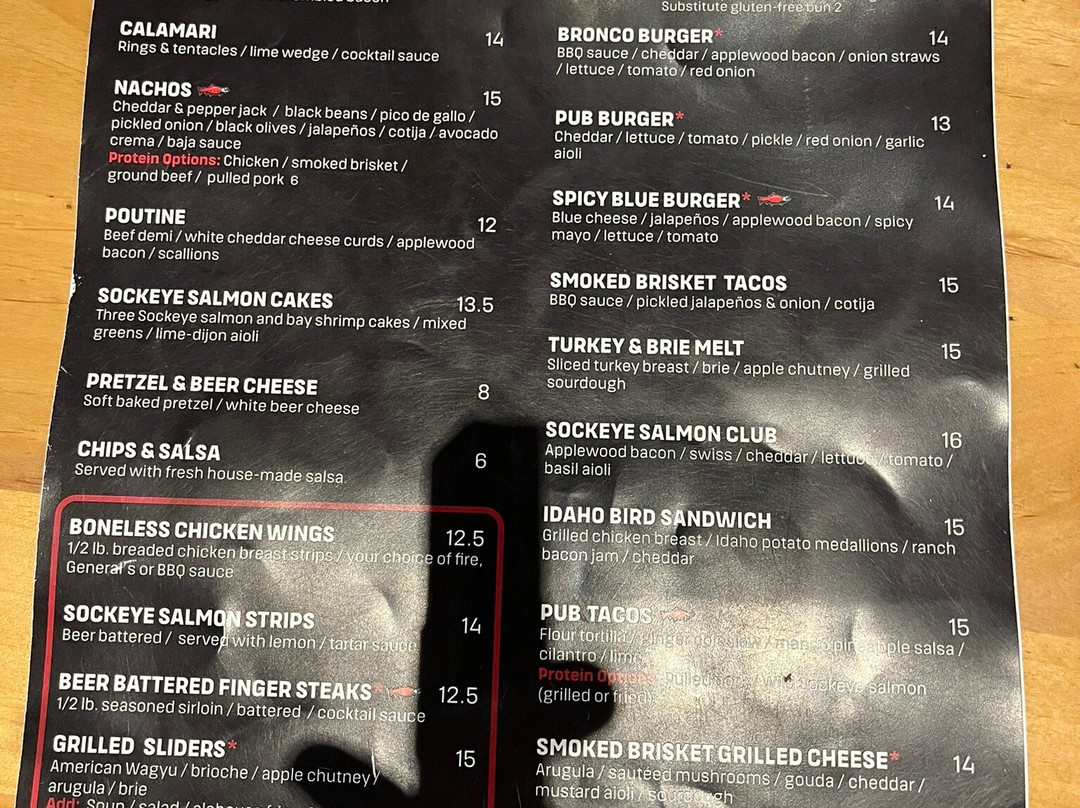 CALAMARI 14
Rings & tentacles / lime wedge / cocktail sauce
NACHOS 15
Cheddar & pepper jack / black beans / pico de gallo /
pickled onion / black olives / jalapeños / cotija / avocado
crema / baja sauce
Protein Options: Chicken / smoked brisket /
ground beef / pulled pork 6
POUTINE 12
Beef demi / white cheddar cheese curds / applewood
bacon / scallions
SOCKEYE SALMON CAKES 13.5
Three Sockeye salmon and bay shrimp cakes / mixed
greens / lime-dijon aioli
PRETZEL & BEER CHEESE 8
Soft baked pretzel / white beer cheese
CHIPS & SALSA 6
Served with fresh house-made salsa
BONELESS CHICKEN WINGS 12.5
1/2 lb. breaded chicken breast strips / your choice of fire,
General's or BBQ sauce
SOCKEYE SALMON STRIPS 14
Beer battered / served with lemon / tartar sauce
BEER BATTERED FINGER STEAKS* 12.5
1/2 lb. seasoned sirloin / battered / cocktail sauce
GRILLED SLIDERS* 15
American Wagyu / brioche / apple chutney /
arugula / brie
Add: Soup / salad /
Substitute gluten-free bun 2
BRONCO BURGER* 14
BBQ sauce / cheddar / applewood bacon / onion straws
/ lettuce / tomato / red onion
PUB BURGER* 13
Cheddar / lettuce / tomato / pickle / red onion / garlic
aioli
SPICY BLUE BURGER* 14
Blue cheese / jalapeños / applewood bacon / spicy
mayo / lettuce / tomato
SMOKED BRISKET TACOS 15
BBQ sauce / pickled jalapeños & onion / cotija
TURKEY & BRIE MELT 15
Sliced turkey breast / brie / apple chutney / grilled
sourdough
SOCKEYE SALMON CLUB 16
Applewood bacon / swiss / cheddar / lettuce / tomato /
basil aioli
IDAHO BIRD SANDWICH 15
Grilled chicken breast / Idaho potato medallions / ranch
bacon jam / cheddar
PUB TACOS 15
Flour tortilla / pineapple salsa /
cilantro / lime
Protein Options: sockeye salmon
(grilled or fried)
SMOKED BRISKET GRILLED CHEESE* 14
Arugula / sautéed mushrooms / gouda / cheddar /
mustard aioli / sourdough